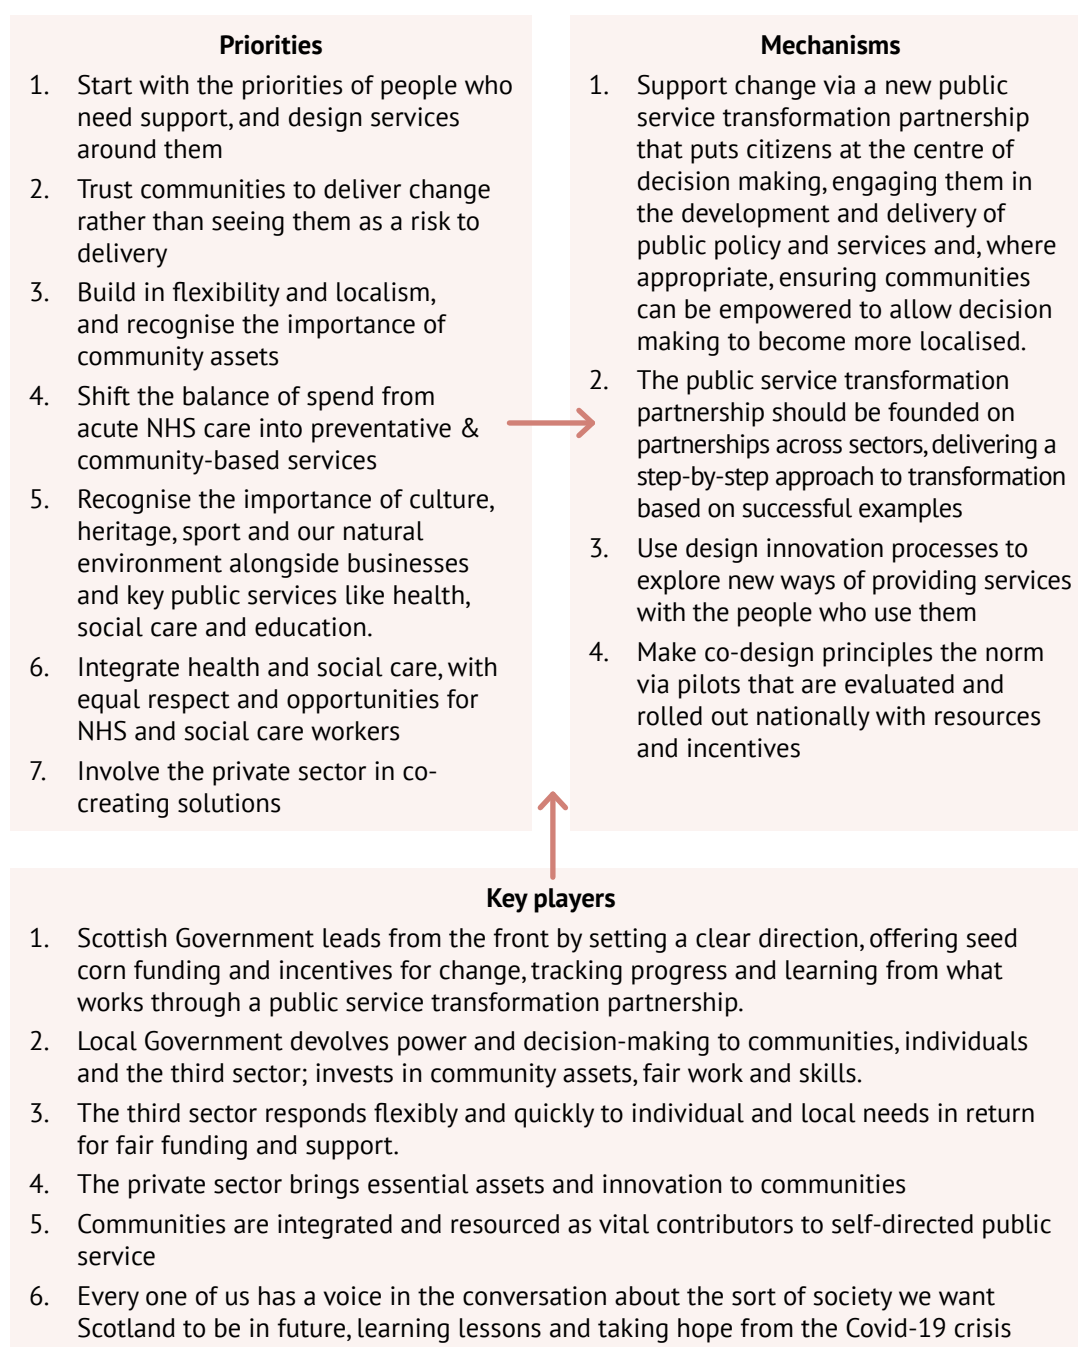 Priorities
1. Start with the priorities of people who
need support, and design services
around them
2. Trust communities to deliver change
rather than seeing them as a risk to
delivery
3. Build in flexibility and localism,
and recognise the importance of
community assets
4. Shift the balance of spend from
acute NHS care into preventative &
community-based services
5. Recognise the importance of culture,
heritage, sport and our natural
environment alongside businesses
and key public services like health,
social care and education.
6. Integrate health and social care, with
equal respect and opportunities for
NHS and social care workers
7. Involve the private sector in co-
creating solutions
Mechanisms
1. Support change via a new public
service transformation partnership
that puts citizens at the centre of
decision making, engaging them in
the development and delivery of
public policy and services and, where
appropriate, ensuring communities
can be empowered to allow decision
making to become more localised.
2. The public service transformation
partnership should be founded on
partnerships across sectors, delivering a
step-by-step approach to transformation
based on successful examples
3. Use design innovation processes to
explore new ways of providing services
with the people who use them
4. Make co-design principles the norm
via pilots that are evaluated and
rolled out nationally with resources
and incentives
Key players
1. Scottish Government leads from the front by setting a clear direction, offering seed
corn funding and incentives for change, tracking progress and learning from what
works through a public service transformation partnership.
2. Local Government devolves power and decision-making to communities, individuals
and the third sector; invests in community assets, fair work and skills.
3. The third sector responds flexibly and quickly to individual and local needs in return
for fair funding and support.
4. The private sector brings essential assets and innovation to communities
5. Communities are integrated and resourced as vital contributors to self-directed public
service
6. Every one of us has a voice in the conversation about the sort of society we want
Scotland to be in future, learning lessons and taking hope from the Covid-19 crisis